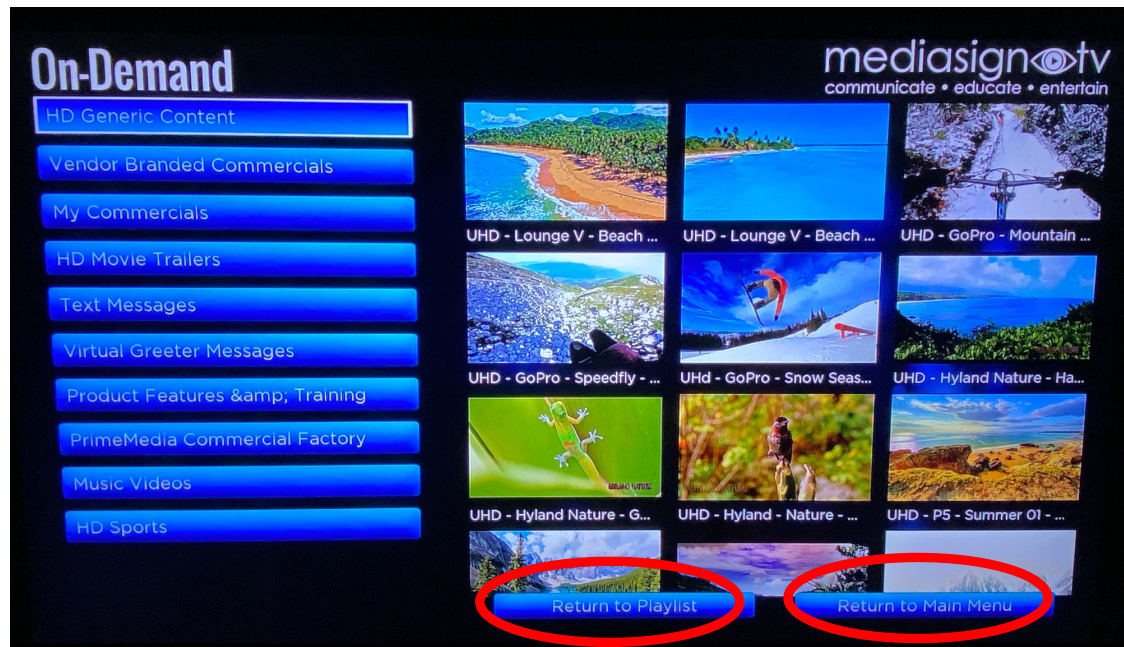 On-Demand
mediasign tv
communicate • educate • entertain
HD Generic Content
Vendor Branded Commercials
My Commercials
HD Movie Trailers
Text Messages
Virtual Greeter Messages
Product Features &amp; Training
PrimeMedia Commercial Factory
Music Videos
HD Sports
UHD - Lounge V - Beach ...
UHD - Lounge V - Beach ...
UHD - GoPro - Mountain ...
UHD - GoPro - Speedfly - ...
UHd - GoPro - Snow Seas...
UHD - Hyland Nature - Ha...
HYLAND NATURE
UHD - Hyland Nature - G...
UHD - Hyland - Nature - ...
UHD - P5 - Summer 01 - ...
Return to Playlist
Return to Main Menu